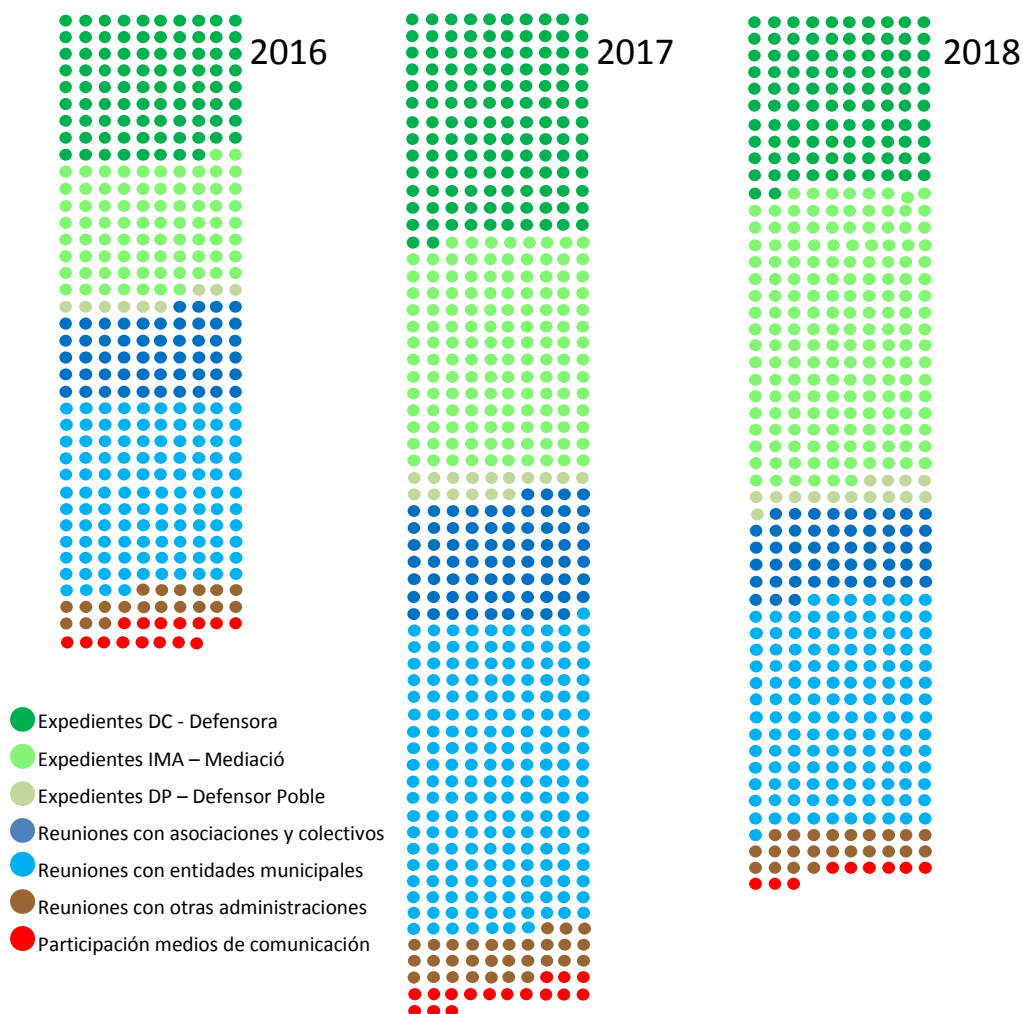 2016
2017
2018
Expedientes DC - Defensora
Expedientes IMA – Mediació
Expedientes DP – Defensor Poble
Reuniones con asociaciones y colectivos
Reuniones con entidades municipales
Reuniones con otras administraciones
Participación medios de comunicación